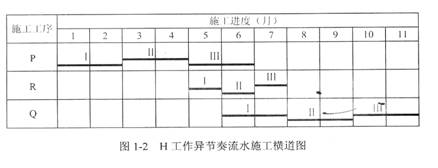 施工工序
施工进度（月）
1 2 3 4 5 6 7 8 9 10 11
P Ⅰ Ⅱ Ⅲ
R Ⅰ Ⅱ Ⅲ
Q Ⅰ Ⅱ Ⅲ
图 1-2 H 工作异节奏流水施工横道图